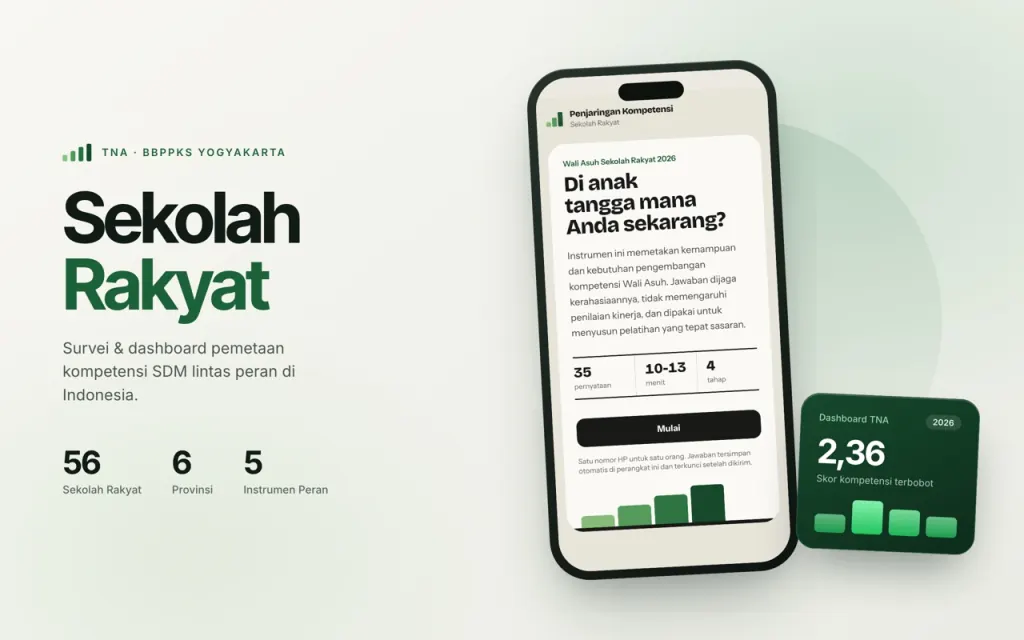 TNA · BBPPKS YOGYAKARTA
Sekolah
Rakyat
Survei & dashboard pemetaan
kompetensi SDM lintas peran di
Indonesia.
56
Sekolah Rakyat
6
Provinsi
5
Instrumen Peran
Penjaringan Kompetensi
Sekolah Rakyat
Wali Asuh Sekolah Rakyat 2026
Di anak
tangga mana
Anda sekarang?
Instrumen ini memetakan kemampuan
dan kebutuhan pengembangan
kompetensi Wali Asuh. Jawaban dijaga
kerahasiaannya, tidak memengaruhi
penilaian kinerja, dan dipakai untuk
menyusun pelatihan yang tepat sasaran.
35
pernyataan
10-13
menit
4
tahap
Mulai
Satu nomor HP untuk satu orang. Jawaban tersimpan
otomatis di perangkat ini dan terkunci setelah dikirim.
Dashboard TNA
2026
2,36
Skor kompetensi terbobot